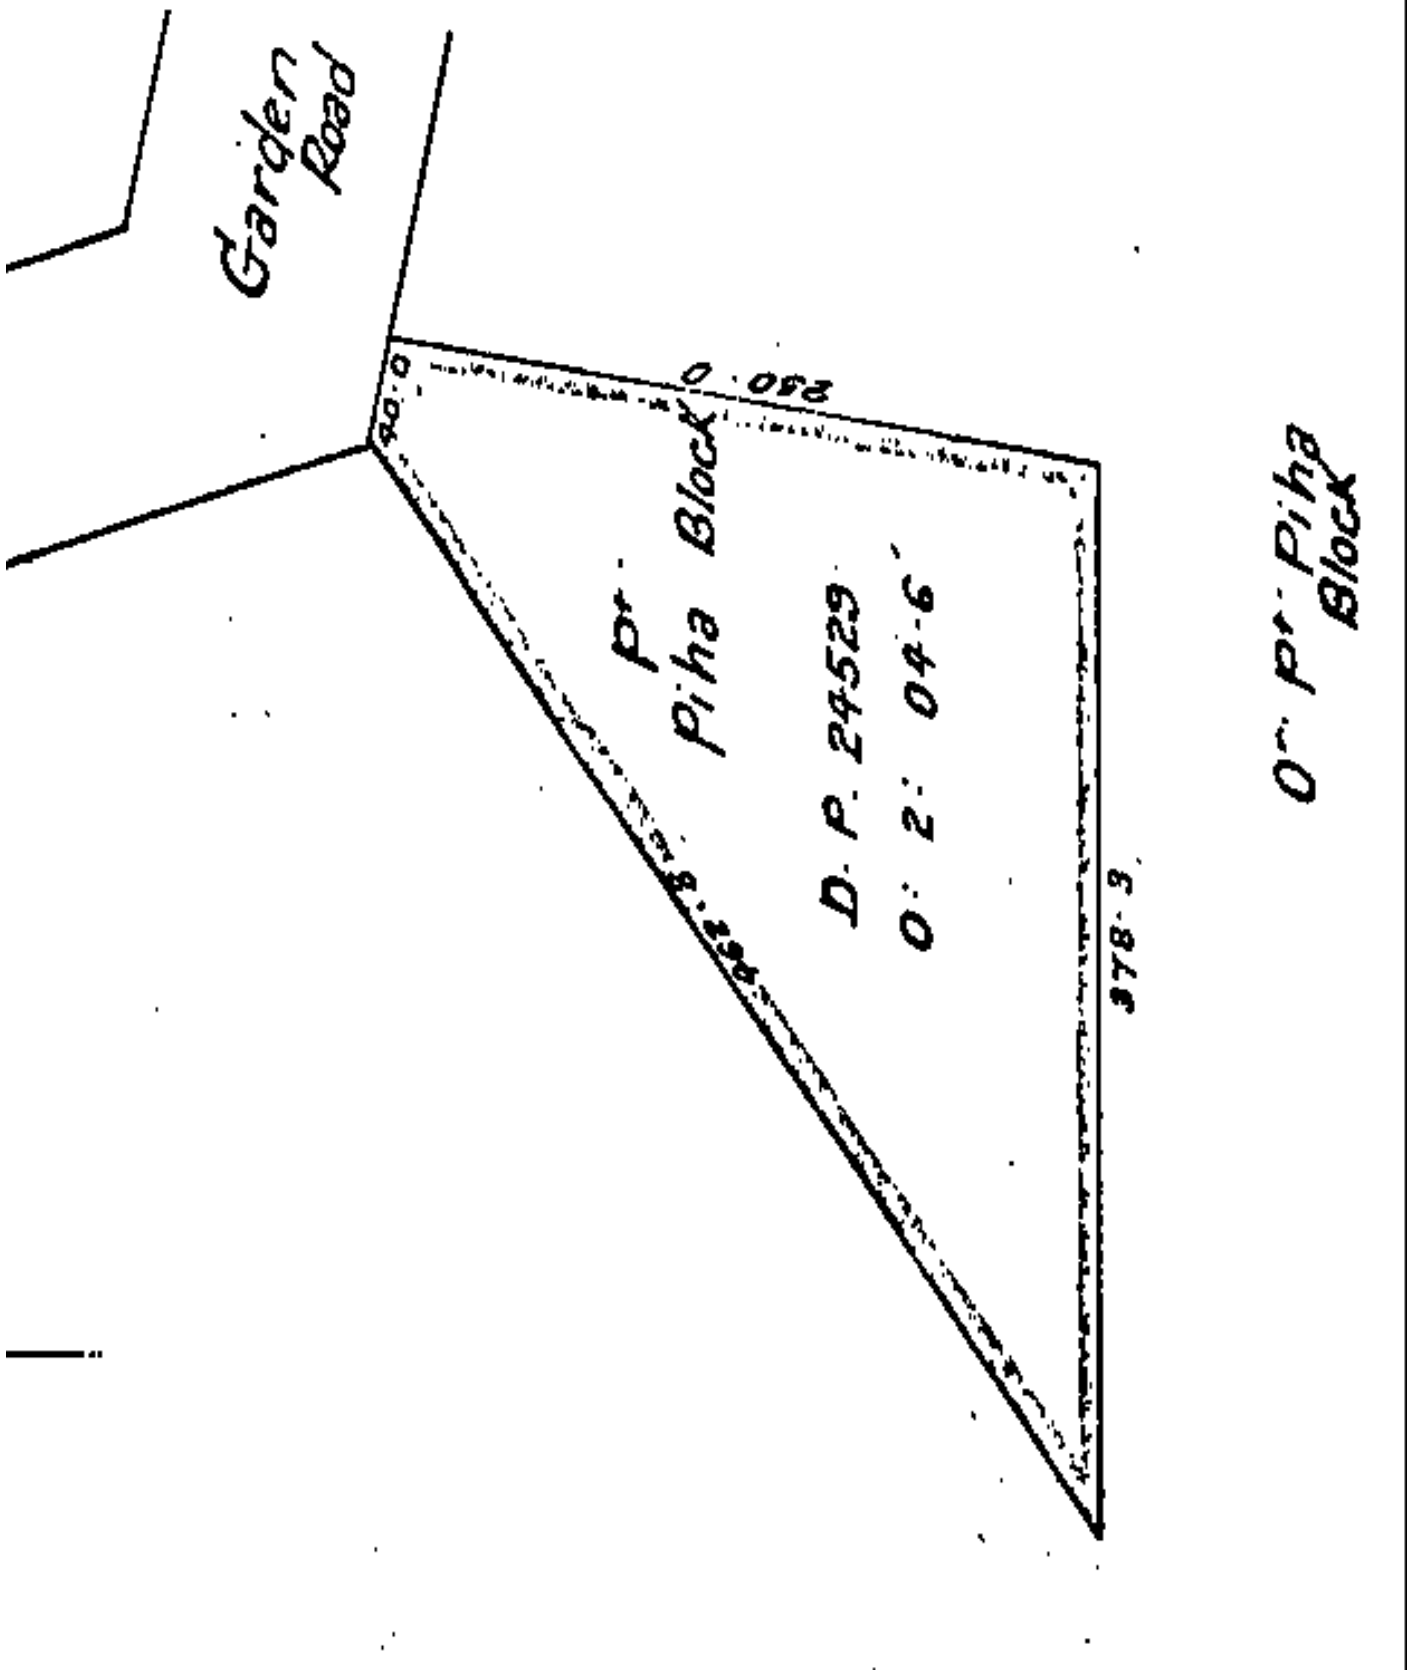 Garden
Road
40·0
250·0
Pt
Piha Block
D.P. 24529
0 : 2 : 04·6
378·3
Pt Piha
Block